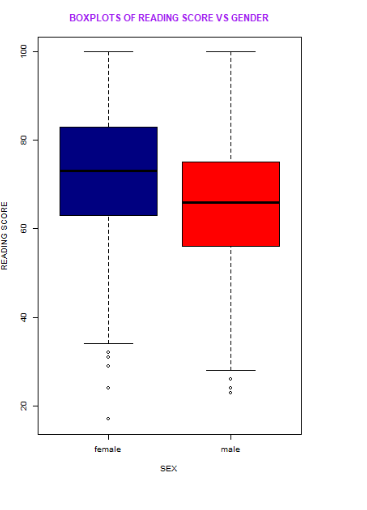 BOXPLOTS OF READING SCORE VS GENDER
100
80
60
40
20
READING SCORE
female male
SEX